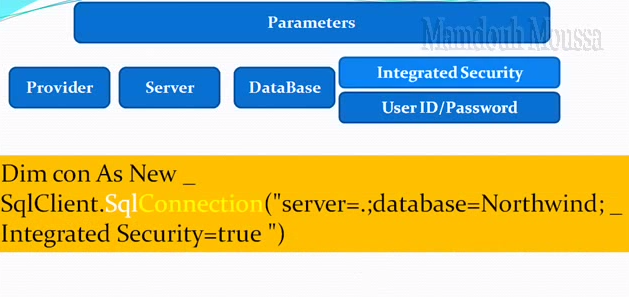 Parameters
Mamdouh Moussa
Provider
Server
DataBase
Integrated Security
User ID/Password
Dim con As New _
SqlClient.SqlConnection("server=.;database=Northwind; _
Integrated Security=true ")